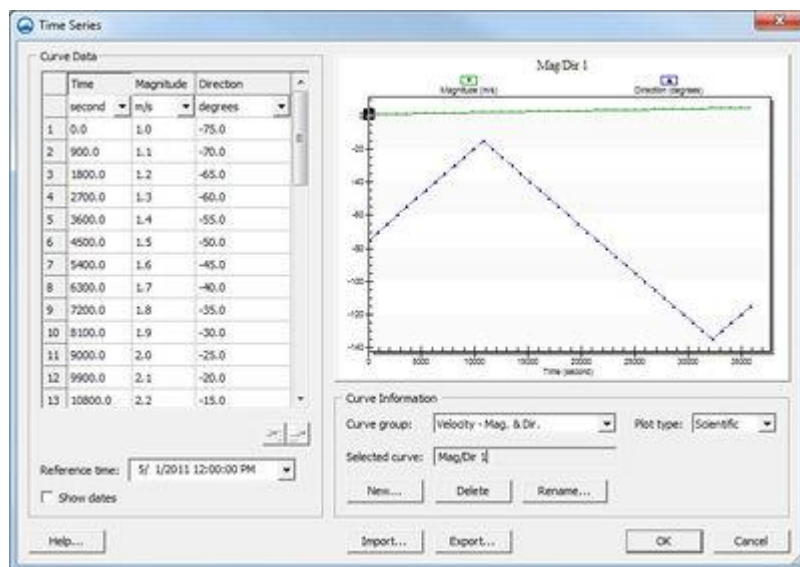 Time Series
Curve Data
Time Magnitude Direction
second m/s degrees
1 0.0 1.0 -75.0
2 900.0 1.1 -70.0
3 1800.0 1.2 -65.0
4 2700.0 1.3 -60.0
5 3600.0 1.4 -55.0
6 4500.0 1.5 -50.0
7 5400.0 1.6 -45.0
8 6300.0 1.7 -40.0
9 7200.0 1.8 -35.0
10 8100.0 1.9 -30.0
11 9000.0 2.0 -25.0
12 9900.0 2.1 -20.0
13 10800.0 2.2 -15.0
Reference time: 5/ 1/2011 12:00:00 PM
Show dates
Help...
Mag/Dir 1
Magnitude (m/s) Direction (degrees)
-20
-40
-60
-80
-100
-120
-140
0 5000 10000 15000 20000 25000 30000 35000
Time (second)
Curve Information
Curve group: Velocity - Mag. & Dir. Plot type: Scientific
Selected curve: Mag/Dir 1
New... Delete Rename...
Import... Export... OK Cancel